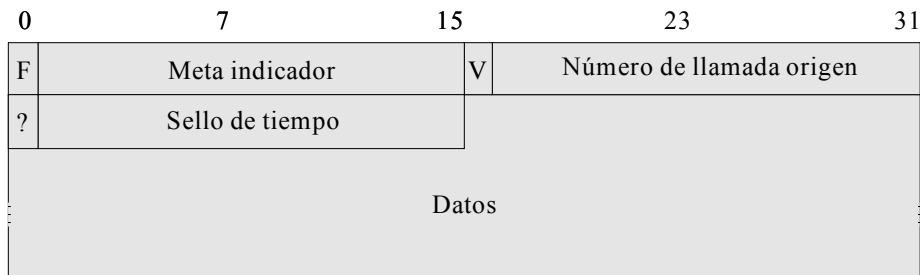 0 7 15 23 31
F Meta indicador V Número de llamada origen
? Sello de tiempo
Datos